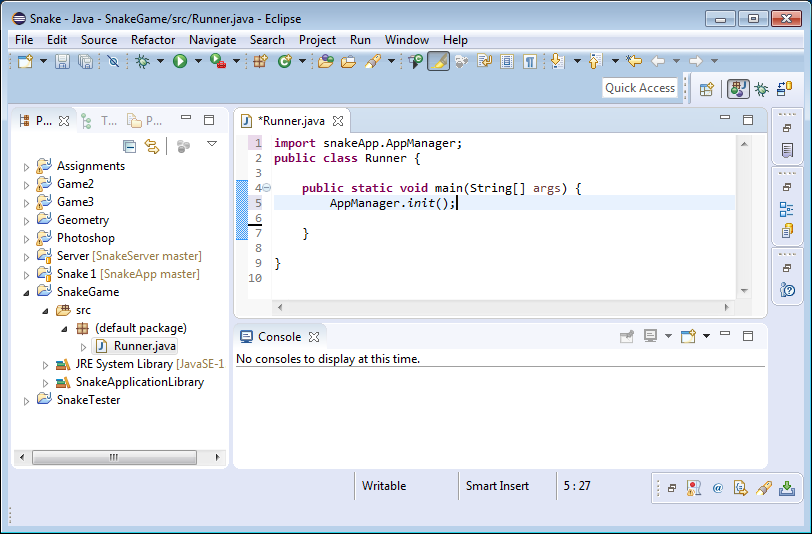 Snake - Java - SnakeGame/src/Runner.java - Eclipse
File Edit Source Refactor Navigate Search Project Run Window Help
Quick Access
P... T... P...
Assignments
Game2
Game3
Geometry
Photoshop
Server [SnakeServer master]
Snake1 [SnakeApp master]
SnakeGame
src
(default package)
Runner.java
JRE System Library [JavaSE-1
SnakeApplicationLibrary
SnakeTester
*Runner.java
1 import snakeApp.AppManager;
2 public class Runner {
3
4 public static void main(String[] args) {
5 AppManager.init();
6
7 }
8
9 }
10
Console
No consoles to display at this time.
Writable Smart Insert 5 : 27